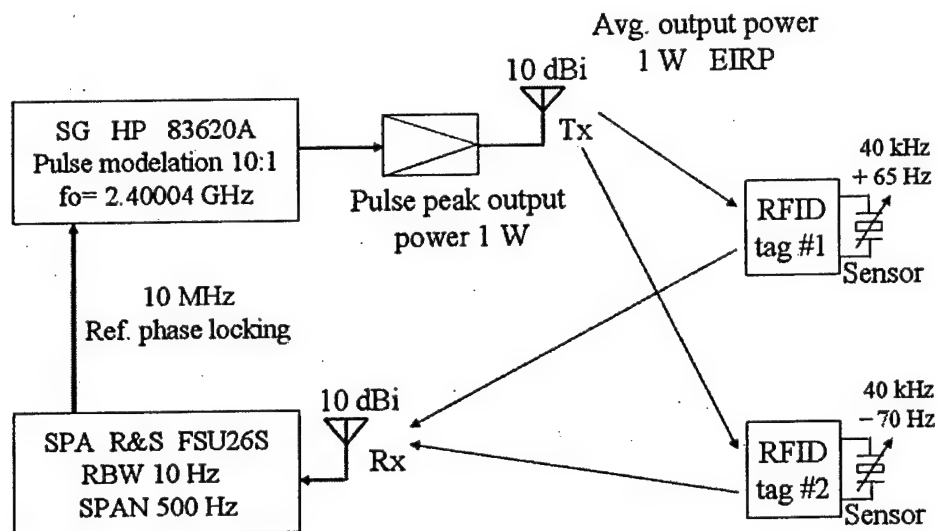 Avg. output power
1 W EIRP
10 dBi
Tx
SG HP 83620A
Pulse modelation 10:1
fo= 2.40004 GHz
Pulse peak output
power 1 W
40 kHz
+ 65 Hz
RFID
tag #1
Sensor
10 MHz
Ref. phase locking
10 dBi
Rx
SPA R&S FSU26S
RBW 10 Hz
SPAN 500 Hz
40 kHz
− 70 Hz
RFID
tag #2
Sensor